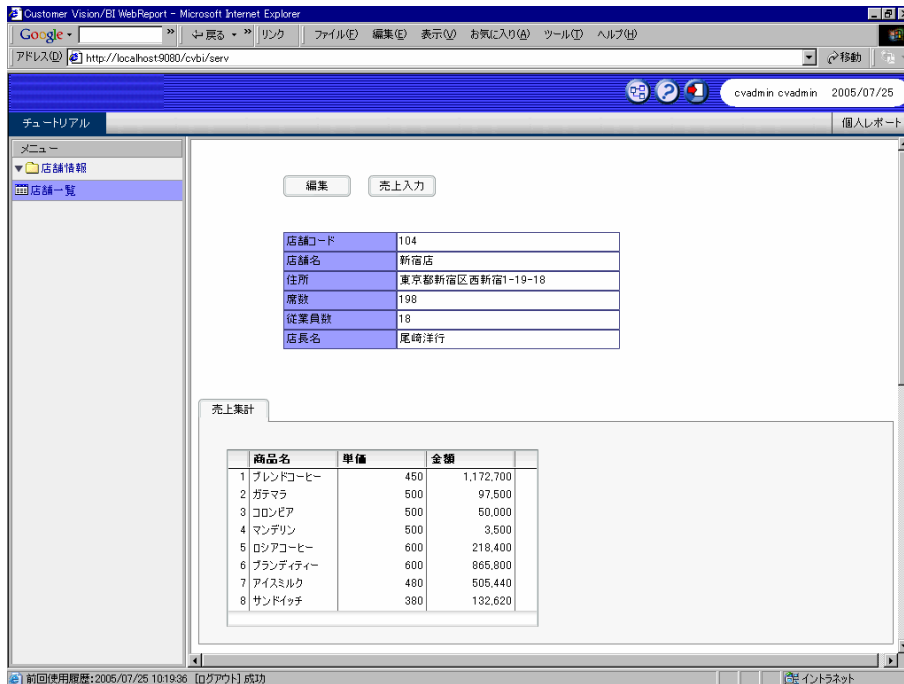 Customer Vision/BI WebReport - Microsoft Internet Explorer
Google » 戻る » リンク ファイル(F) 編集(E) 表示(V) お気に入り(A) ツール(T) ヘルプ(H)
アドレス(D) http://localhost:9080/cvbi/serv 移動
cvadmin cvadmin 2005/07/25
チュートリアル 個人レポート
メニュー
店舗情報
店舗一覧
編集 売上入力
店舗コード 104
店舗名 新宿店
住所 東京都新宿区西新宿1-19-18
席数 198
従業員数 18
店長名 尾崎洋行
売上集計
商品名 単価 金額
1 ブレンドコーヒー 450 1,172,700
2 ガテマラ 500 97,500
3 コロンビア 500 50,000
4 マンデリン 500 3,500
5 ロシアコーヒー 600 218,400
6 ブランディティー 600 865,800
7 アイスミルク 480 505,440
8 サンドイッチ 380 132,620
前回使用履歴:2005/07/25 10:19:36 [ログアウト] 成功 イントラネット